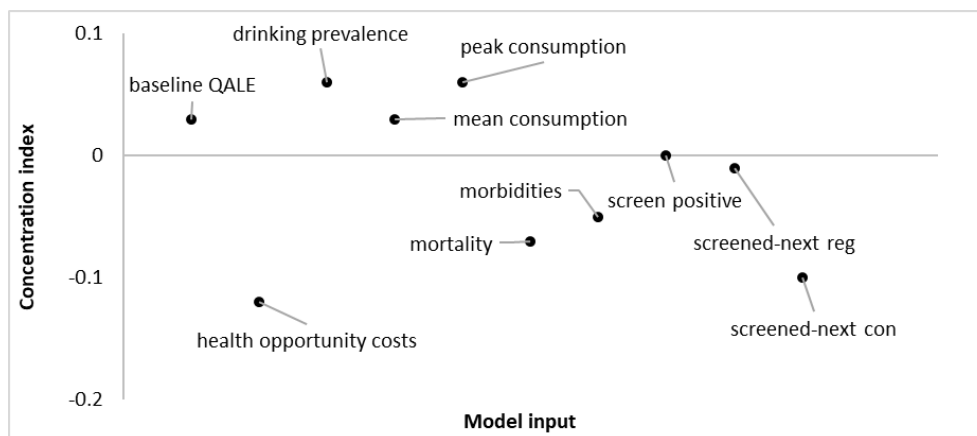 0.1
drinking prevalence
peak consumption
baseline QALE
mean consumption
0
morbidities
screen positive
mortality
screened-next reg
-0.1
health opportunity costs
screened-next con
-0.2
Concentration index
Model input